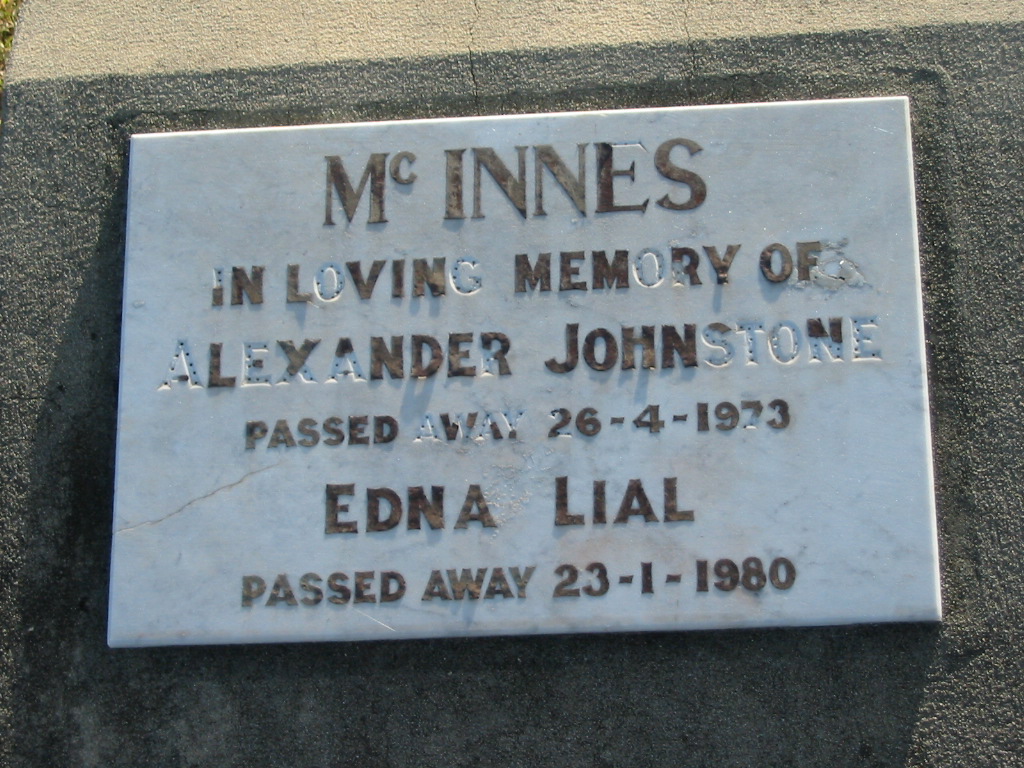 Mc INNES
IN LOVING MEMORY OF
ALEXANDER JOHNSTONE
PASSED AWAY 26-4-1973
EDNA LIAL
PASSED AWAY 23-1-1980